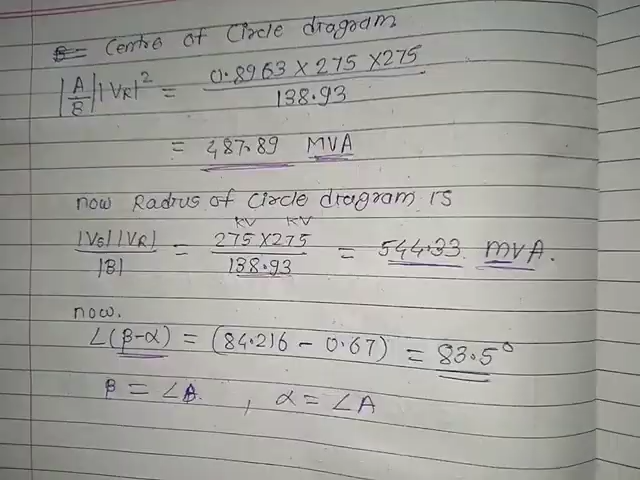 Centre of Circle diagram
|A/B| |VR|² = 0.8963 × 275 × 275 / 138.93
= 487.89 MVA
now Radius of Circle diagram is
|VS| |VR| / |B| = 275 KV × 275 KV / 138.93 = 544.33 MVA.
now.
∠(β-α) = (84.216 - 0.67) = 83.5°
β = ∠B. , α = ∠A